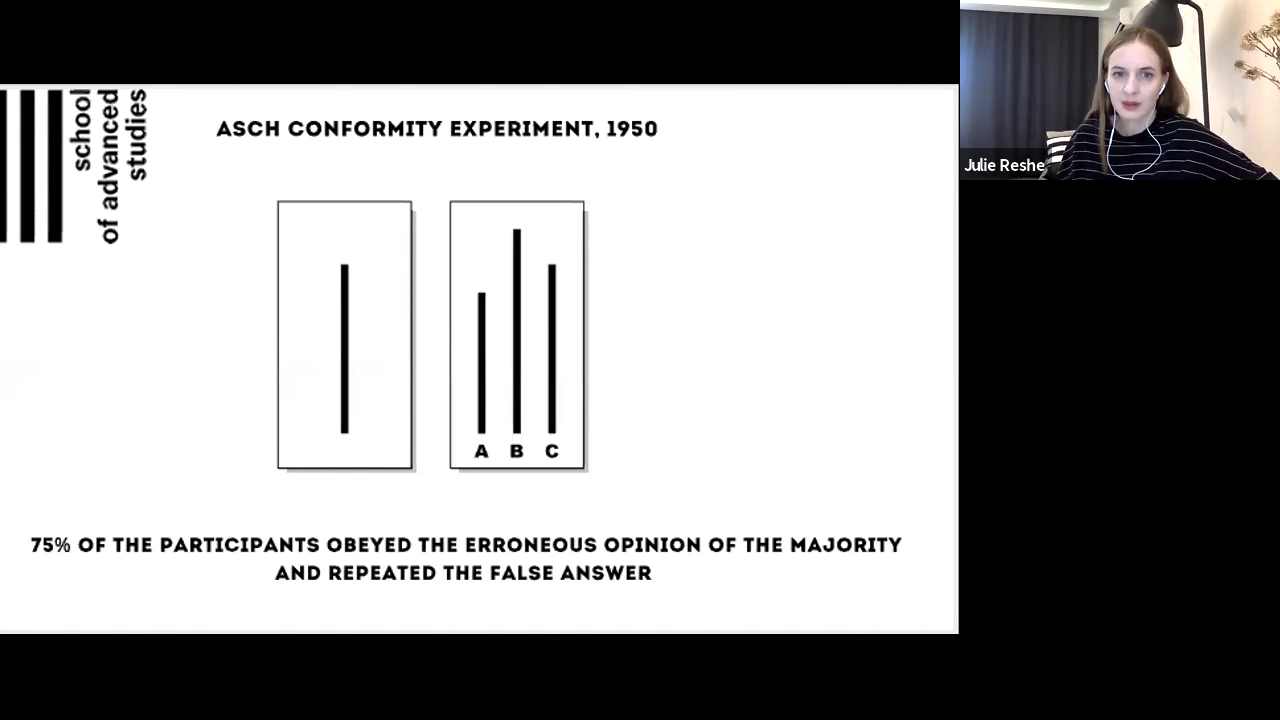 school
of advanced
studies
ASCH CONFORMITY EXPERIMENT, 1950
A B C
75% OF THE PARTICIPANTS OBEYED THE ERRONEOUS OPINION OF THE MAJORITY
AND REPEATED THE FALSE ANSWER
Julie Reshe